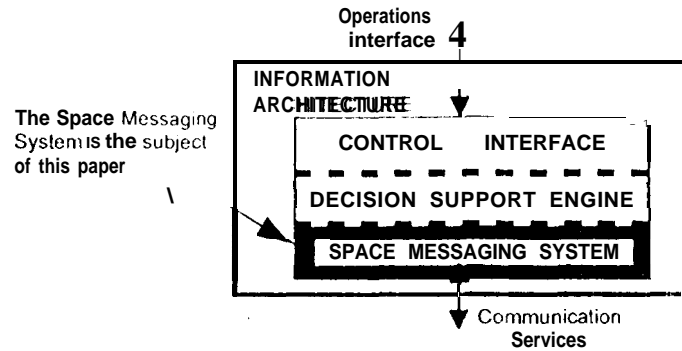 Operations
interface 4
INFORMATION
ARCHITECTURE
The Space Messaging
System is the subject
of this paper
\
CONTROL INTERFACE
DECISION SUPPORT ENGINE
SPACE MESSAGING SYSTEM
Communication
Services